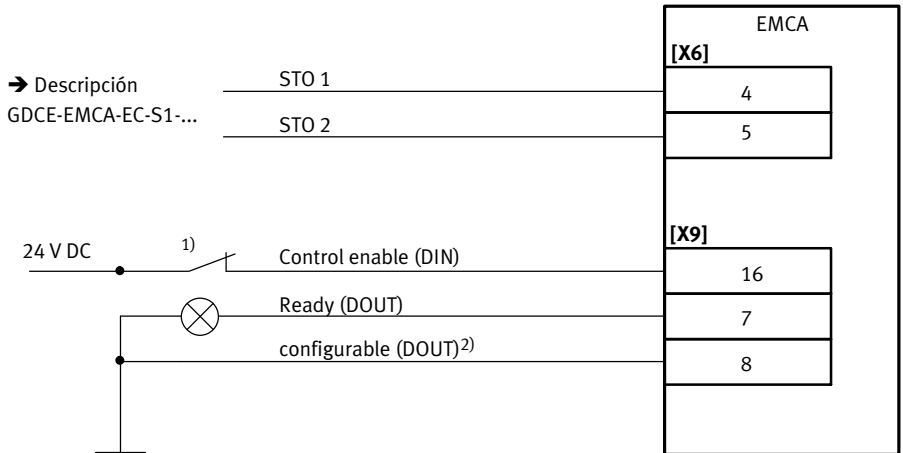 EMCA
[X6]
➔ Descripción
GDCE-EMCA-EC-S1-...
STO 1
4
STO 2
5
[X9]
24 V DC
1)
Control enable (DIN)
16
Ready (DOUT)
7
configurable (DOUT)2)
8